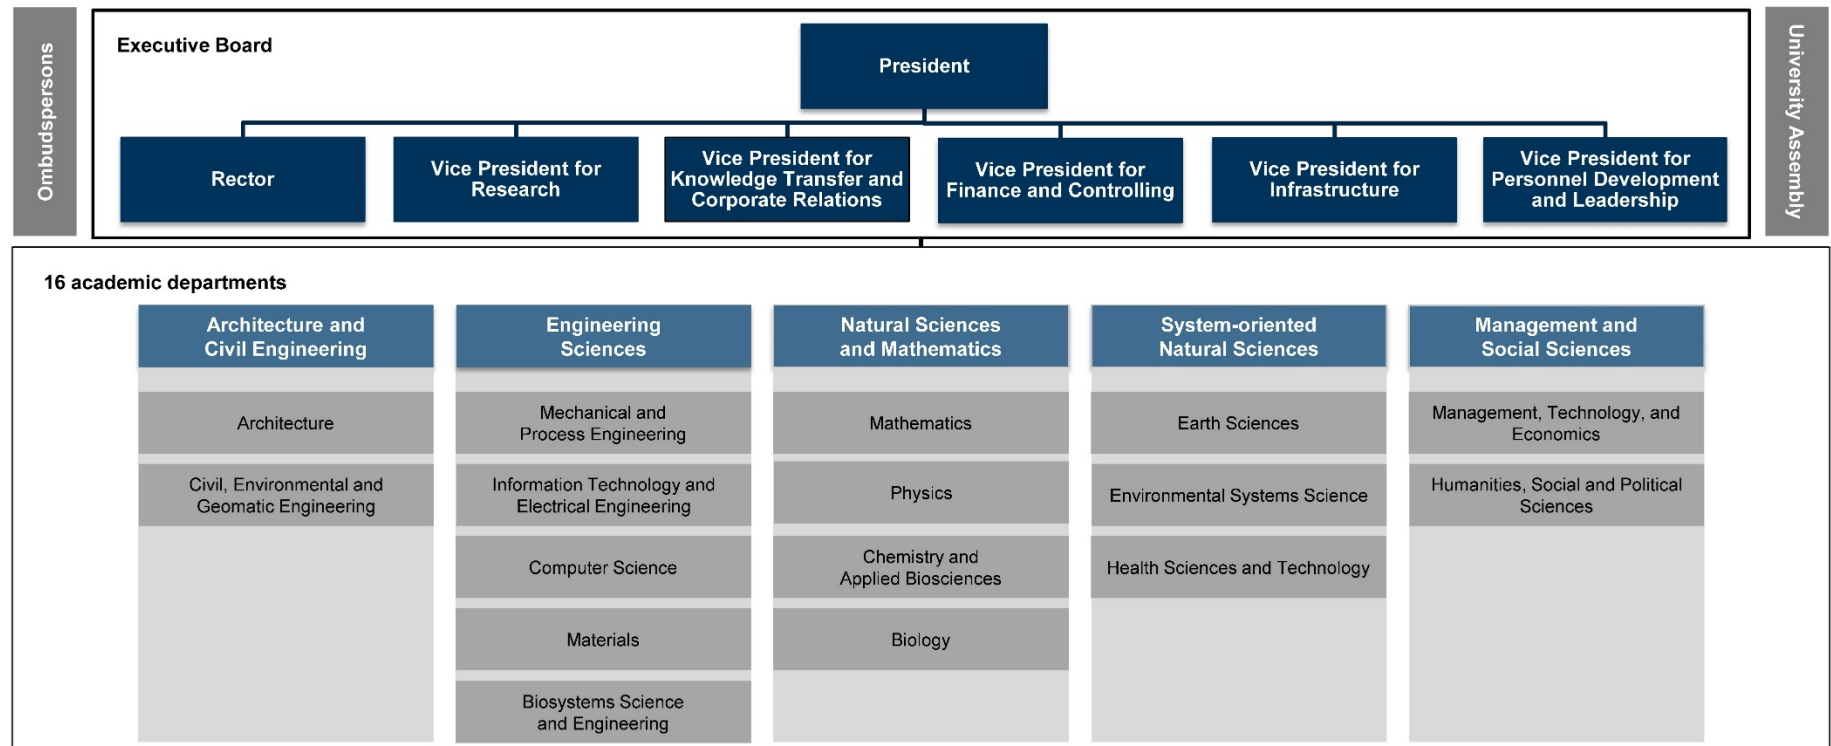 Ombudspersons
Executive Board
President
University Assembly
Rector
Vice President for
Research
Vice President for
Knowledge Transfer and
Corporate Relations
Vice President for
Finance and Controlling
Vice President for
Infrastructure
Vice President for
Personnel Development
and Leadership
16 academic departments
Architecture and
Civil Engineering
Architecture
Civil, Environmental and
Geomatic Engineering
Engineering
Sciences
Mechanical and
Process Engineering
Information Technology and
Electrical Engineering
Computer Science
Materials
Biosystems Science
and Engineering
Natural Sciences
and Mathematics
Mathematics
Physics
Chemistry and
Applied Biosciences
Biology
System-oriented
Natural Sciences
Earth Sciences
Environmental Systems Science
Health Sciences and Technology
Management and
Social Sciences
Management, Technology, and
Economics
Humanities, Social and Political
Sciences